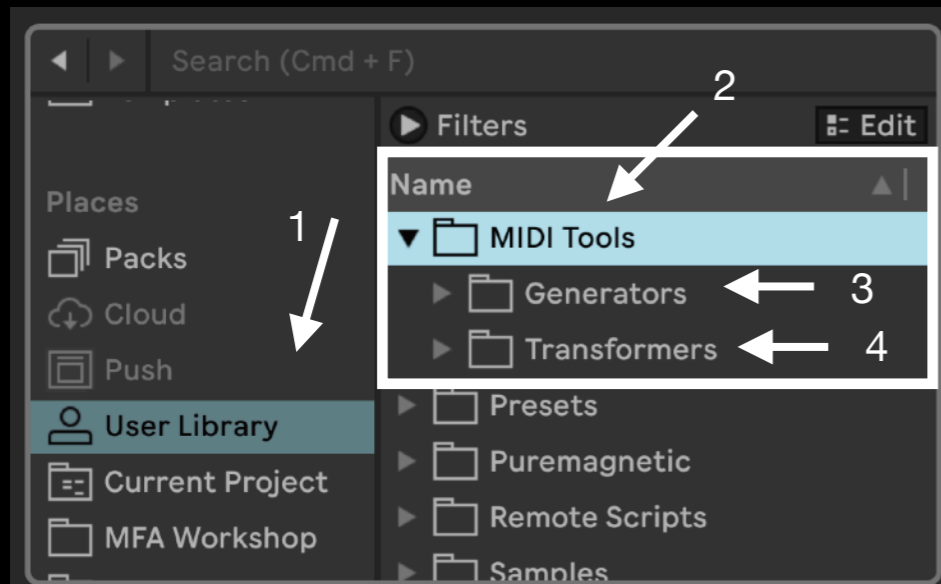 Search (Cmd + F)
2
Filters
Edit
Name
Places
1
MIDI Tools
Packs
Generators
3
Cloud
Transformers
4
Push
Presets
User Library
Puremagnetic
Current Project
Remote Scripts
MFA Workshop
Samples